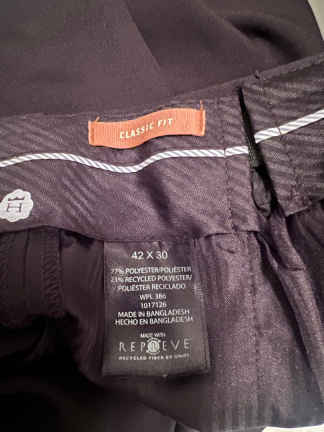 CLASSIC FIT
H
42 X 30
77% POLYESTER/POLIÉSTER
23% RECYCLED POLYESTER/
POLIÉSTER RECICLADO
WPL 386
1017126
MADE IN BANGLADESH
HECHO EN BANGLADESH
MADE WITH
REPREVE
RECYCLED FIBER BY UNIFI